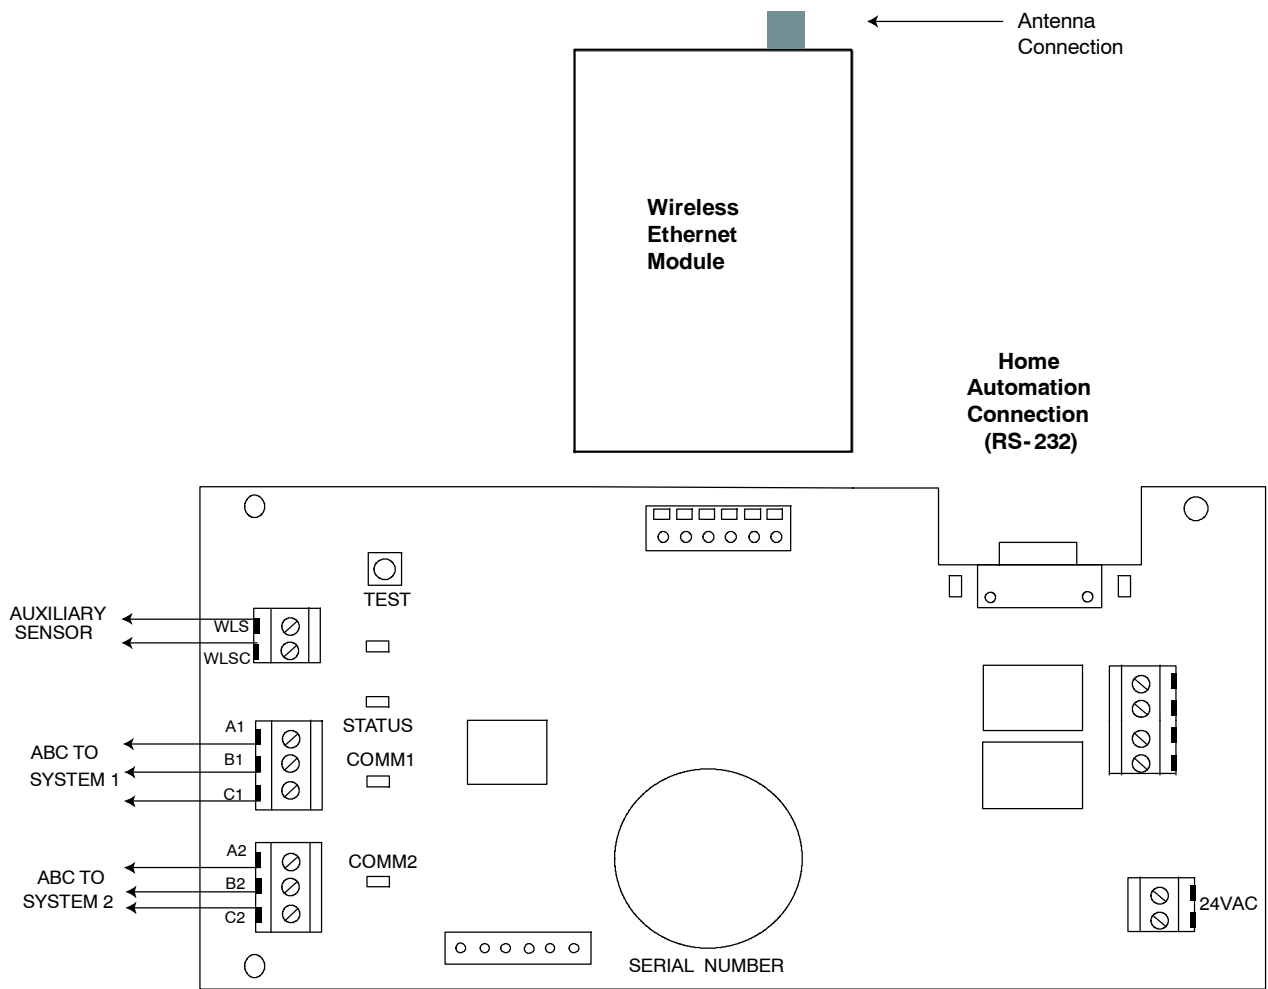 Antenna
Connection
Wireless
Ethernet
Module
Home
Automation
Connection
(RS-232)
TEST
AUXILIARY
SENSOR
WLS
WLSC
STATUS
A1
B1
C1
ABC TO
SYSTEM 1
COMM1
A2
B2
C2
ABC TO
SYSTEM 2
COMM2
24VAC
SERIAL NUMBER